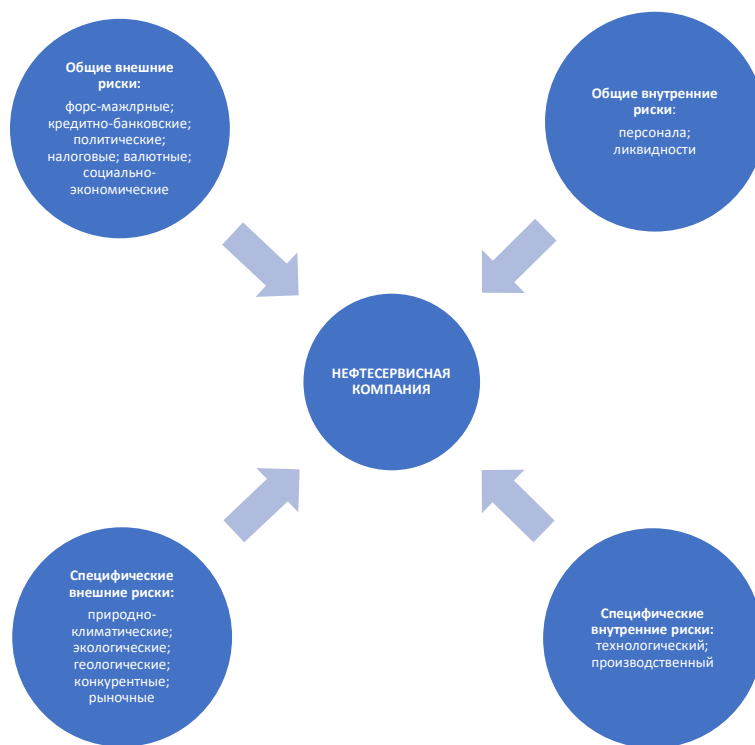 Общие внешние
риски:
форс-мажлрные;
кредитно-банковские;
политические;
налоговые; валютные;
социально-
экономические
Общие внутренние
риски:
персонала;
ликвидности
НЕФТЕСЕРВИСНАЯ
КОМПАНИЯ
Специфические
внешние риски:
природно-
климатические;
экологические;
геологические;
конкурентные;
рыночные
Специфические
внутренние риски:
технологический;
производственный